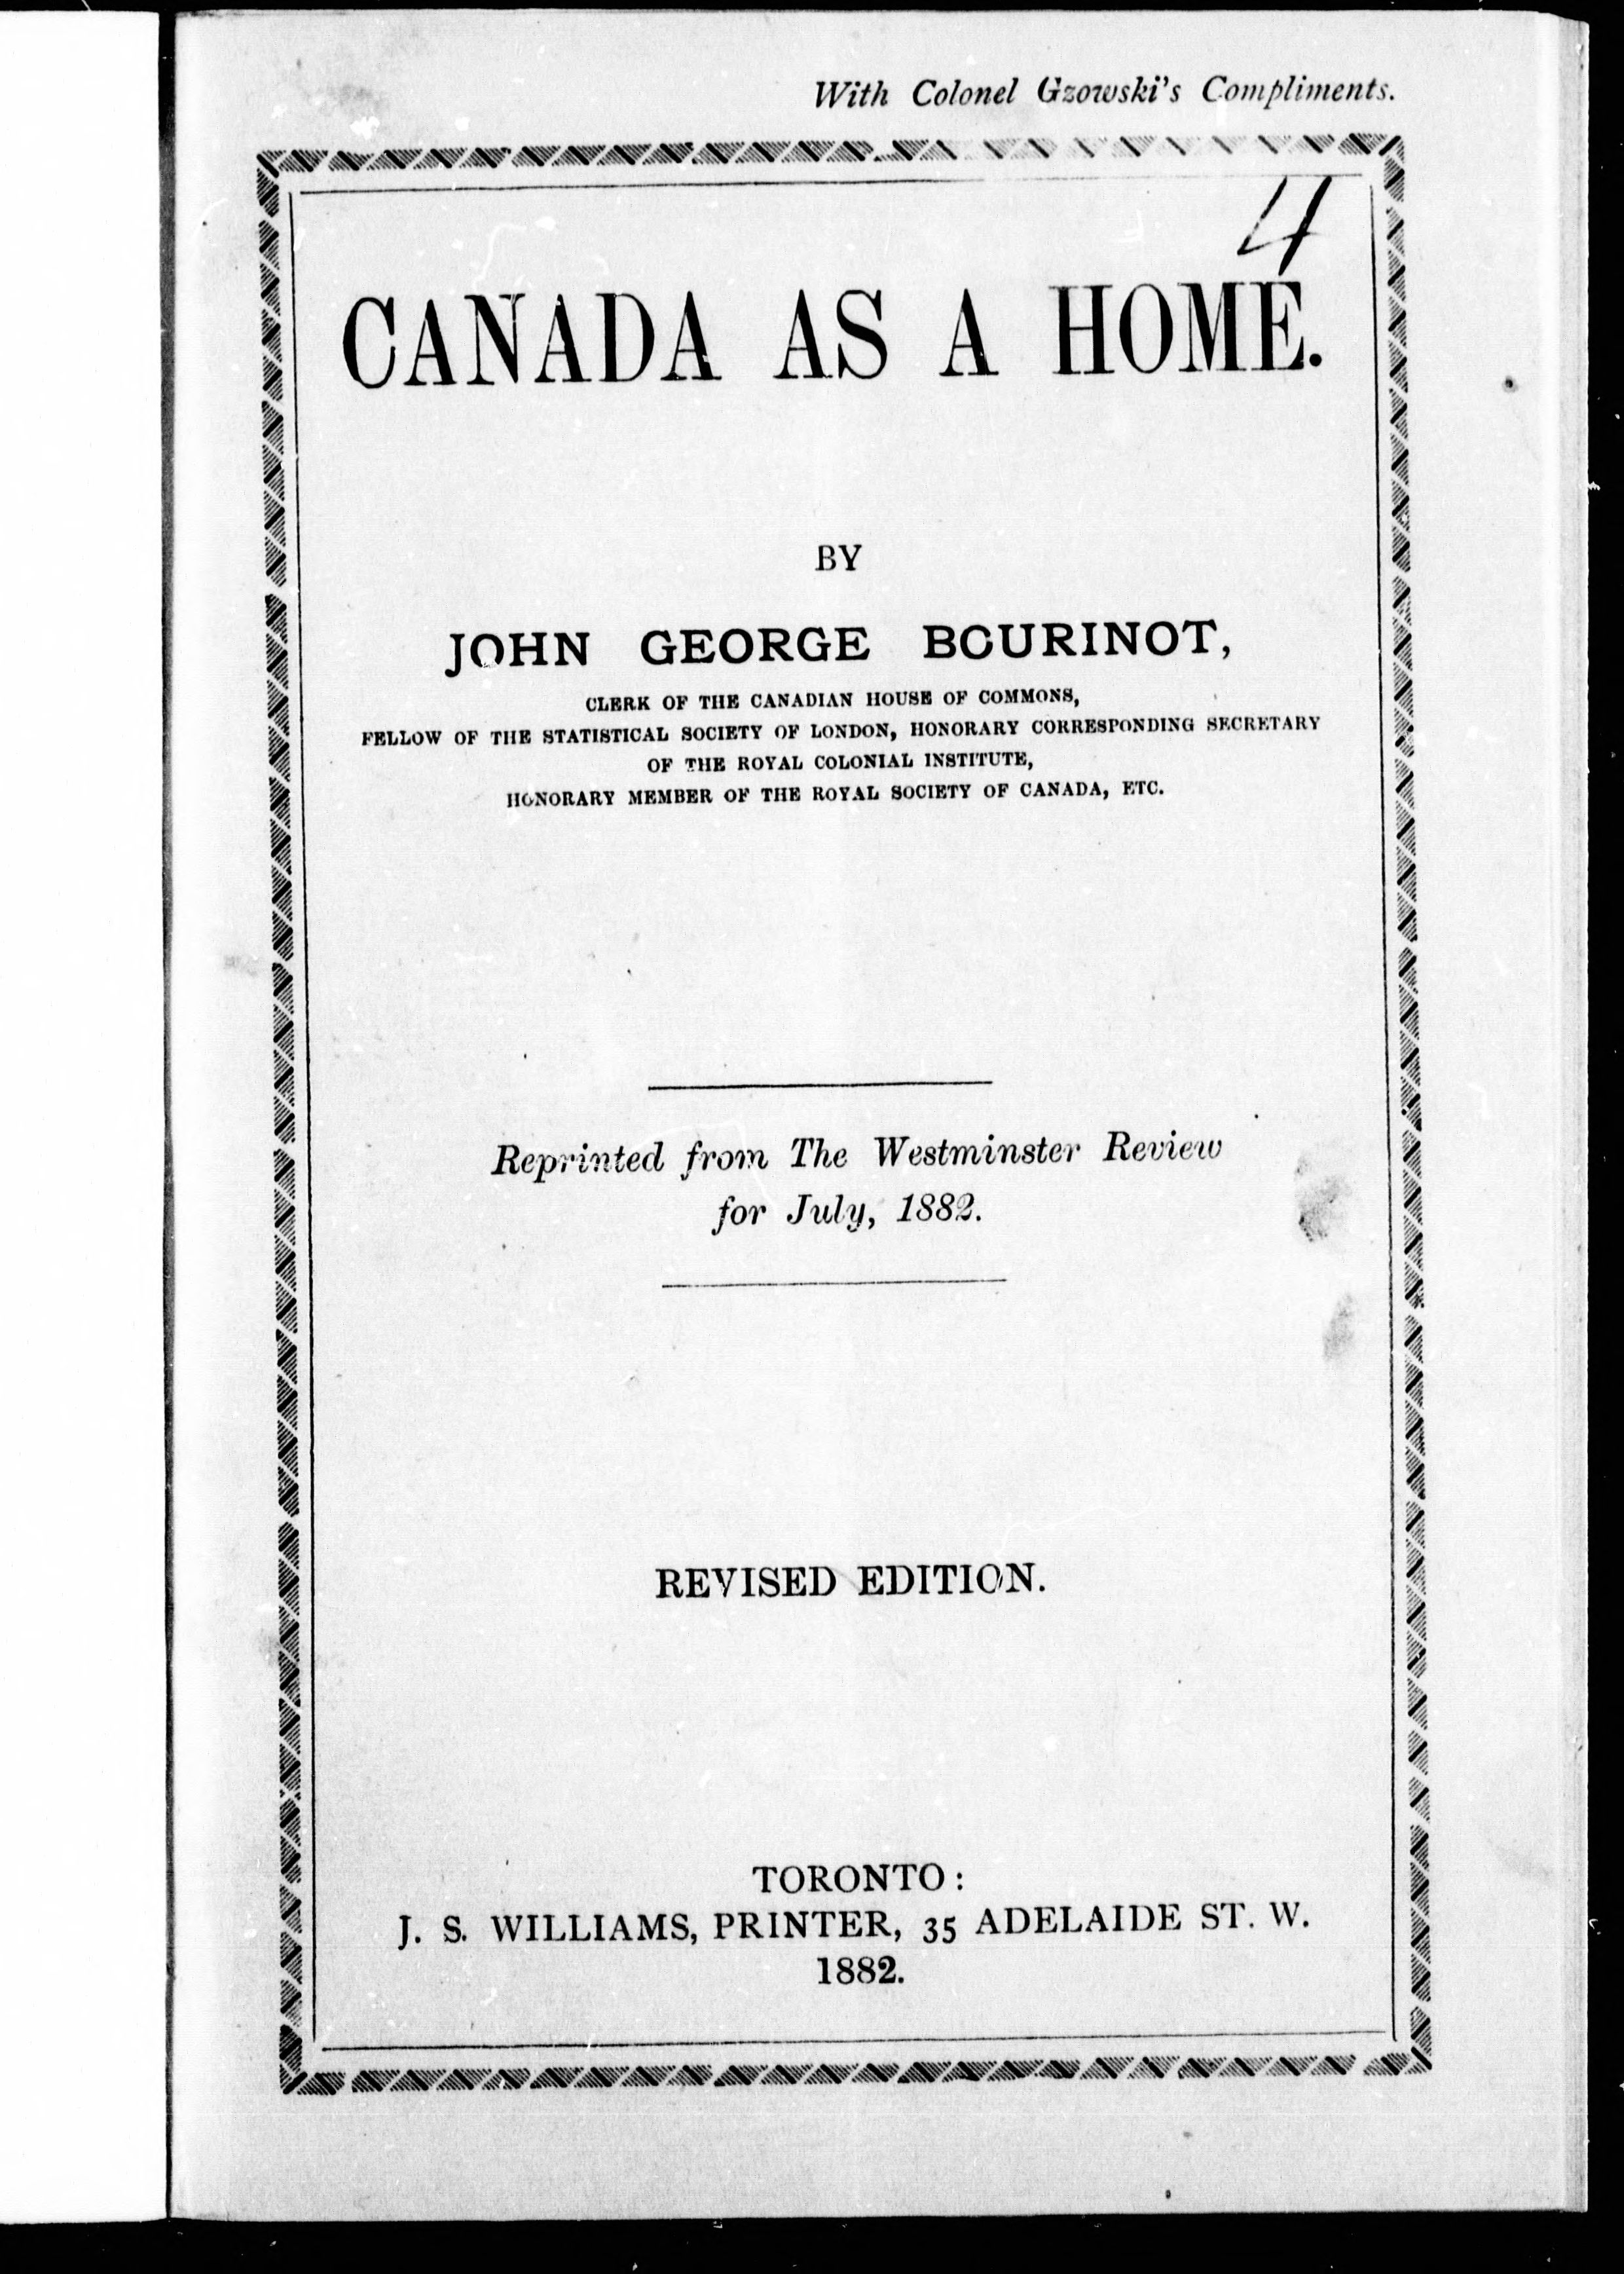 With Colonel Gzowski's Compliments.
4
CANADA AS A HOME.
BY
JOHN GEORGE BOURINOT,
CLERK OF THE CANADIAN HOUSE OF COMMONS,
FELLOW OF THE STATISTICAL SOCIETY OF LONDON, HONORARY CORRESPONDING SECRETARY
OF THE ROYAL COLONIAL INSTITUTE,
HONORARY MEMBER OF THE ROYAL SOCIETY OF CANADA, ETC.
Reprinted from The Westminster Review
for July, 1882.
REVISED EDITION.
TORONTO:
J. S. WILLIAMS, PRINTER, 35 ADELAIDE ST. W.
1882.